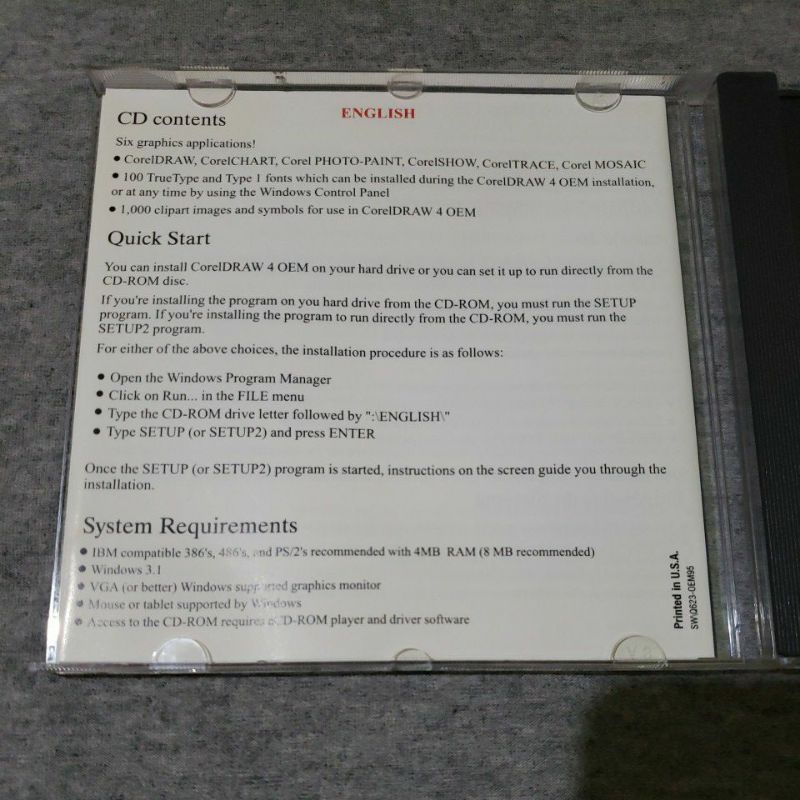 ENGLISH
CD contents
Six graphics applications!
• CorelDRAW, CorelCHART, Corel PHOTO-PAINT, CorelSHOW, CorelTRACE, Corel MOSAIC
• 100 TrueType and Type 1 fonts which can be installed during the CorelDRAW 4 OEM installation,
or at any time by using the Windows Control Panel
• 1,000 clipart images and symbols for use in CorelDRAW 4 OEM
Quick Start
You can install CorelDRAW 4 OEM on your hard drive or you can set it up to run directly from the
CD-ROM disc.
If you're installing the program on you hard drive from the CD-ROM, you must run the SETUP
program. If you're installing the program to run directly from the CD-ROM, you must run the
SETUP2 program.
For either of the above choices, the installation procedure is as follows:
• Open the Windows Program Manager
• Click on Run... in the FILE menu
• Type the CD-ROM drive letter followed by ":\ENGLISH\"
• Type SETUP (or SETUP2) and press ENTER
Once the SETUP (or SETUP2) program is started, instructions on the screen guide you through the
installation.
System Requirements
• IBM compatible 386's, 486's, and PS/2's recommended with 4MB RAM (8 MB recommended)
• Windows 3.1
• VGA (or better) Windows supported graphics monitor
• Mouse or tablet supported by Windows
• Access to the CD-ROM requires CD-ROM player and driver software
Printed in U.S.A.
SW\Q623-OEM95